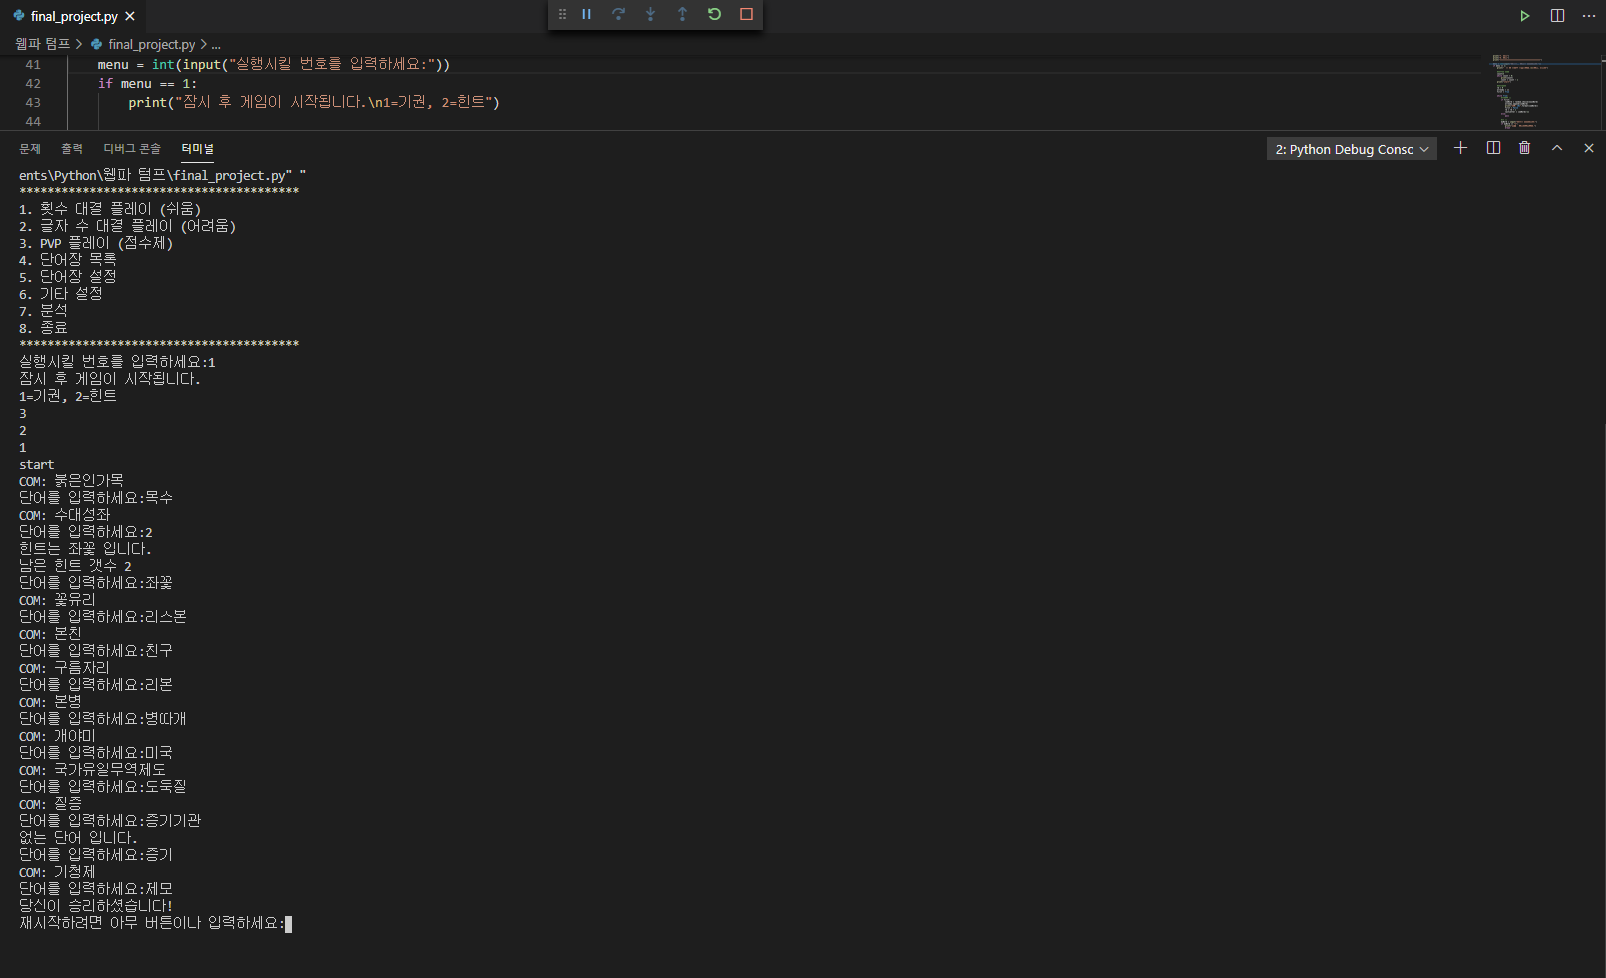 final_project.py
웹파 텀프 > final_project.py > ...
41 menu = int(input("실행시킬 번호를 입력하세요:"))
42 if menu == 1:
43 print("잠시 후 게임이 시작됩니다.\n1=기권, 2=힌트")
44
문제 출력 디버그 콘솔 터미널
2: Python Debug Consc
ents\Python\웹파 텀프\final_project.py" "
****************************************
1. 횟수 대결 플레이 (쉬움)
2. 글자 수 대결 플레이 (어려움)
3. PVP 플레이 (점수제)
4. 단어장 목록
5. 단어장 설정
6. 기타 설정
7. 분석
8. 종료
****************************************
실행시킬 번호를 입력하세요:1
잠시 후 게임이 시작됩니다.
1=기권, 2=힌트
3
2
1
start
COM: 붉은인가목
단어를 입력하세요:목수
COM: 수대성좌
단어를 입력하세요:2
힌트는 좌꽃 입니다.
남은 힌트 갯수 2
단어를 입력하세요:좌꽃
COM: 꽃유리
단어를 입력하세요:리스본
COM: 본친
단어를 입력하세요:친구
COM: 구름자리
단어를 입력하세요:리본
COM: 본병
단어를 입력하세요:병따개
COM: 개야미
단어를 입력하세요:미국
COM: 국가유일무역제도
단어를 입력하세요:도둑질
COM: 질증
단어를 입력하세요:증기기관
없는 단어 입니다.
단어를 입력하세요:증기
COM: 기청제
단어를 입력하세요:제모
당신이 승리하셨습니다!
재시작하려면 아무 버튼이나 입력하세요: